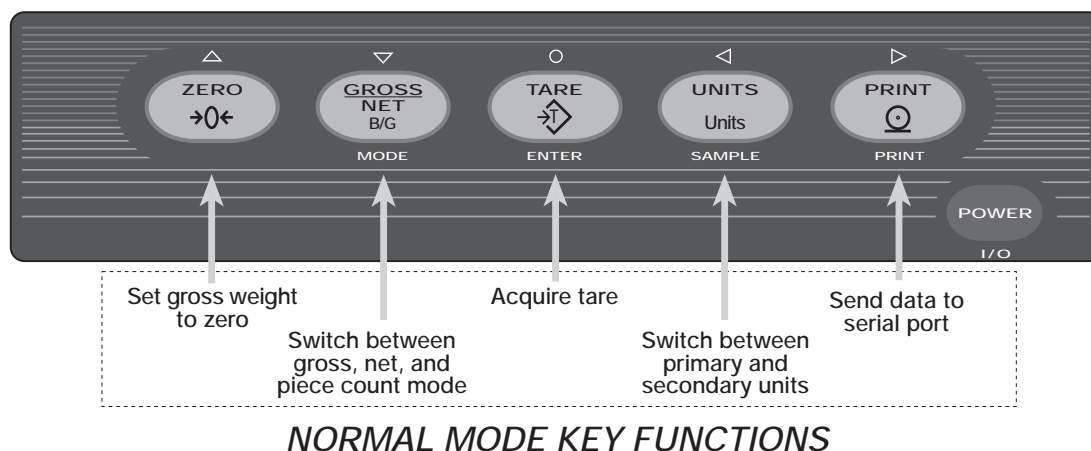 ZERO GROSS TARE UNITS PRINT
→0← NET →T Units
B/G
MODE ENTER SAMPLE PRINT
POWER
I/O
Set gross weight
to zero
Switch between
gross, net, and
piece count mode
Acquire tare
Switch between
primary and
secondary units
Send data to
serial port
NORMAL MODE KEY FUNCTIONS